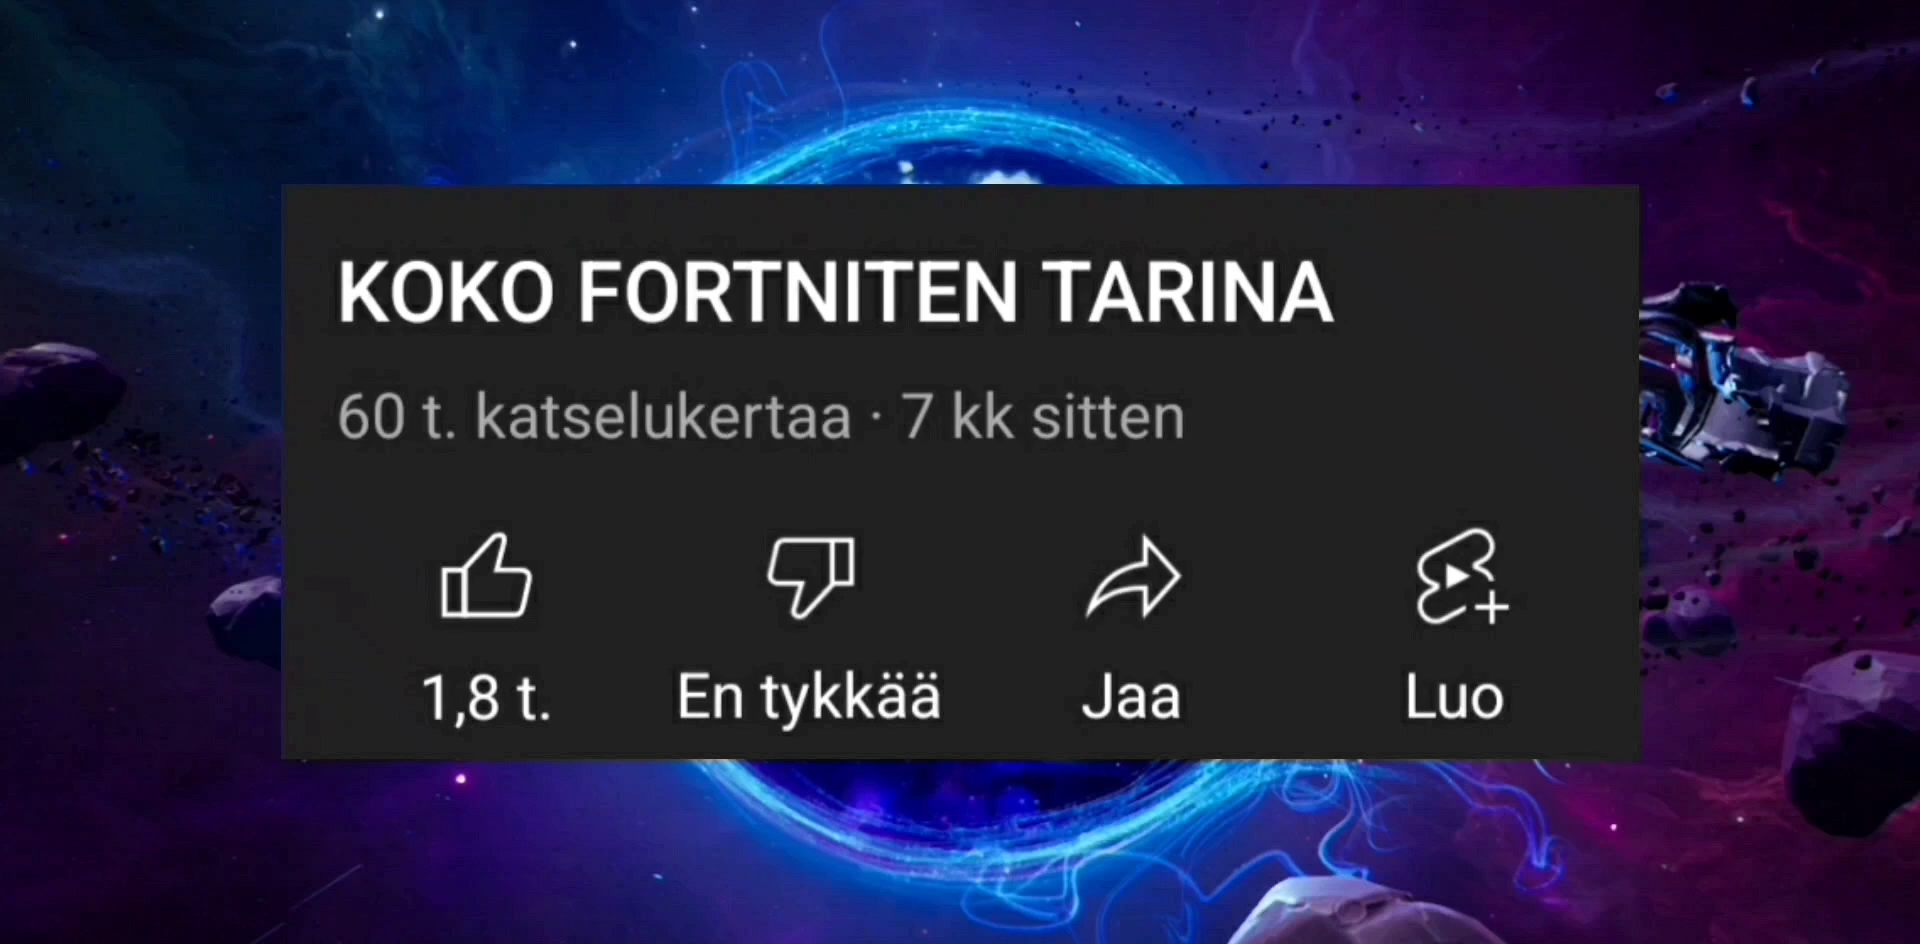 KOKO FORTNITEN TARINA
60 t. katselukertaa · 7 kk sitten
1,8 t. En tykkää Jaa Luo